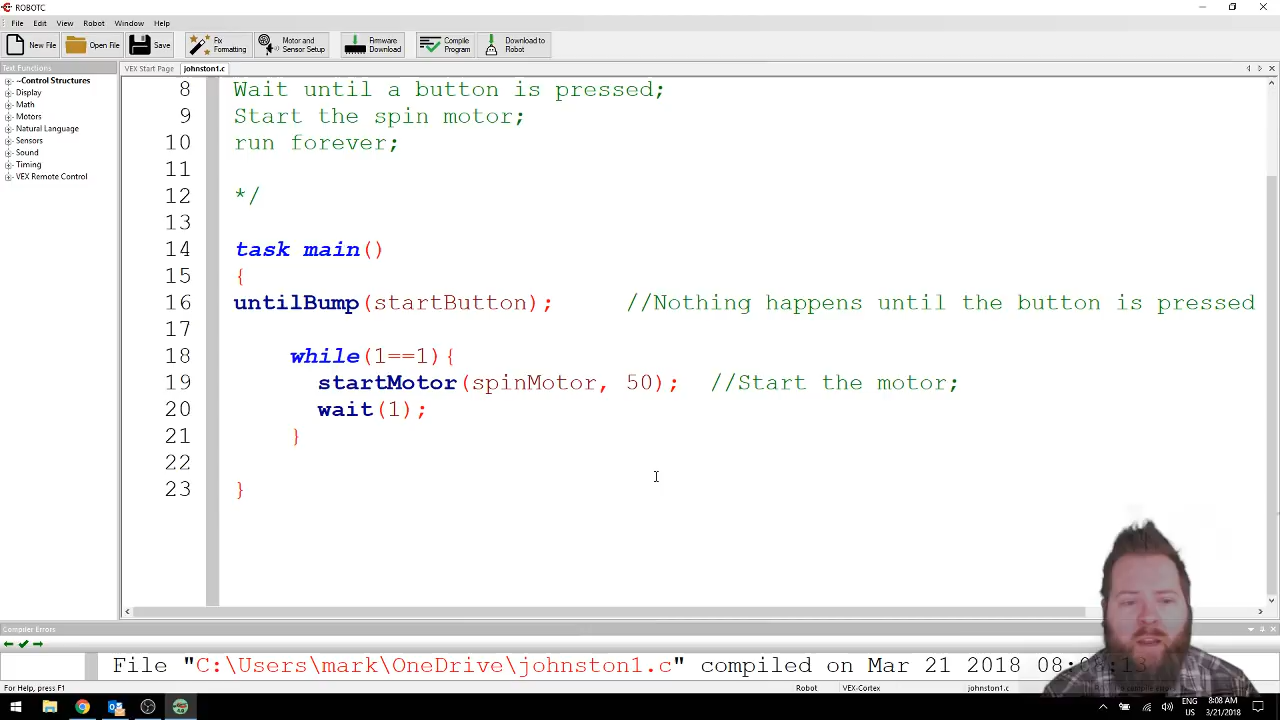 ROBOTC
File Edit View Robot Window Help
New File Open File Save Fix Formatting Motor and Sensor Setup Firmware Download Compile Program Download to Robot
Text Functions
VEX Start Page johnston1.c
~Control Structures
Display
Math
Motors
Natural Language
Sensors
Sound
Timing
VEX Remote Control
8 Wait until a button is pressed;
9 Start the spin motor;
10 run forever;
11
12 */
13
14 task main()
15 {
16 untilBump(startButton); //Nothing happens until the button is pressed
17
18 while(1==1){
19 startMotor(spinMotor, 50); //Start the motor;
20 wait(1);
21 }
22
23 }
Compiler Errors
File "C:\Users\mark\OneDrive\johnston1.c" compiled on Mar 21 2018
For Help, press F1
Robot VEX-Cortex johnston1.c
ENG US
8:08 AM
3/21/2018